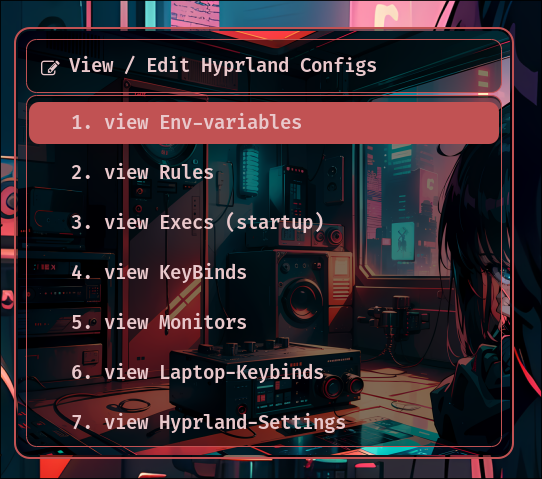 View / Edit Hyprland Configs
1. view Env-variables
2. view Rules
3. view Execs (startup)
4. view KeyBinds
5. view Monitors
6. view Laptop-Keybinds
7. view Hyprland-Settings